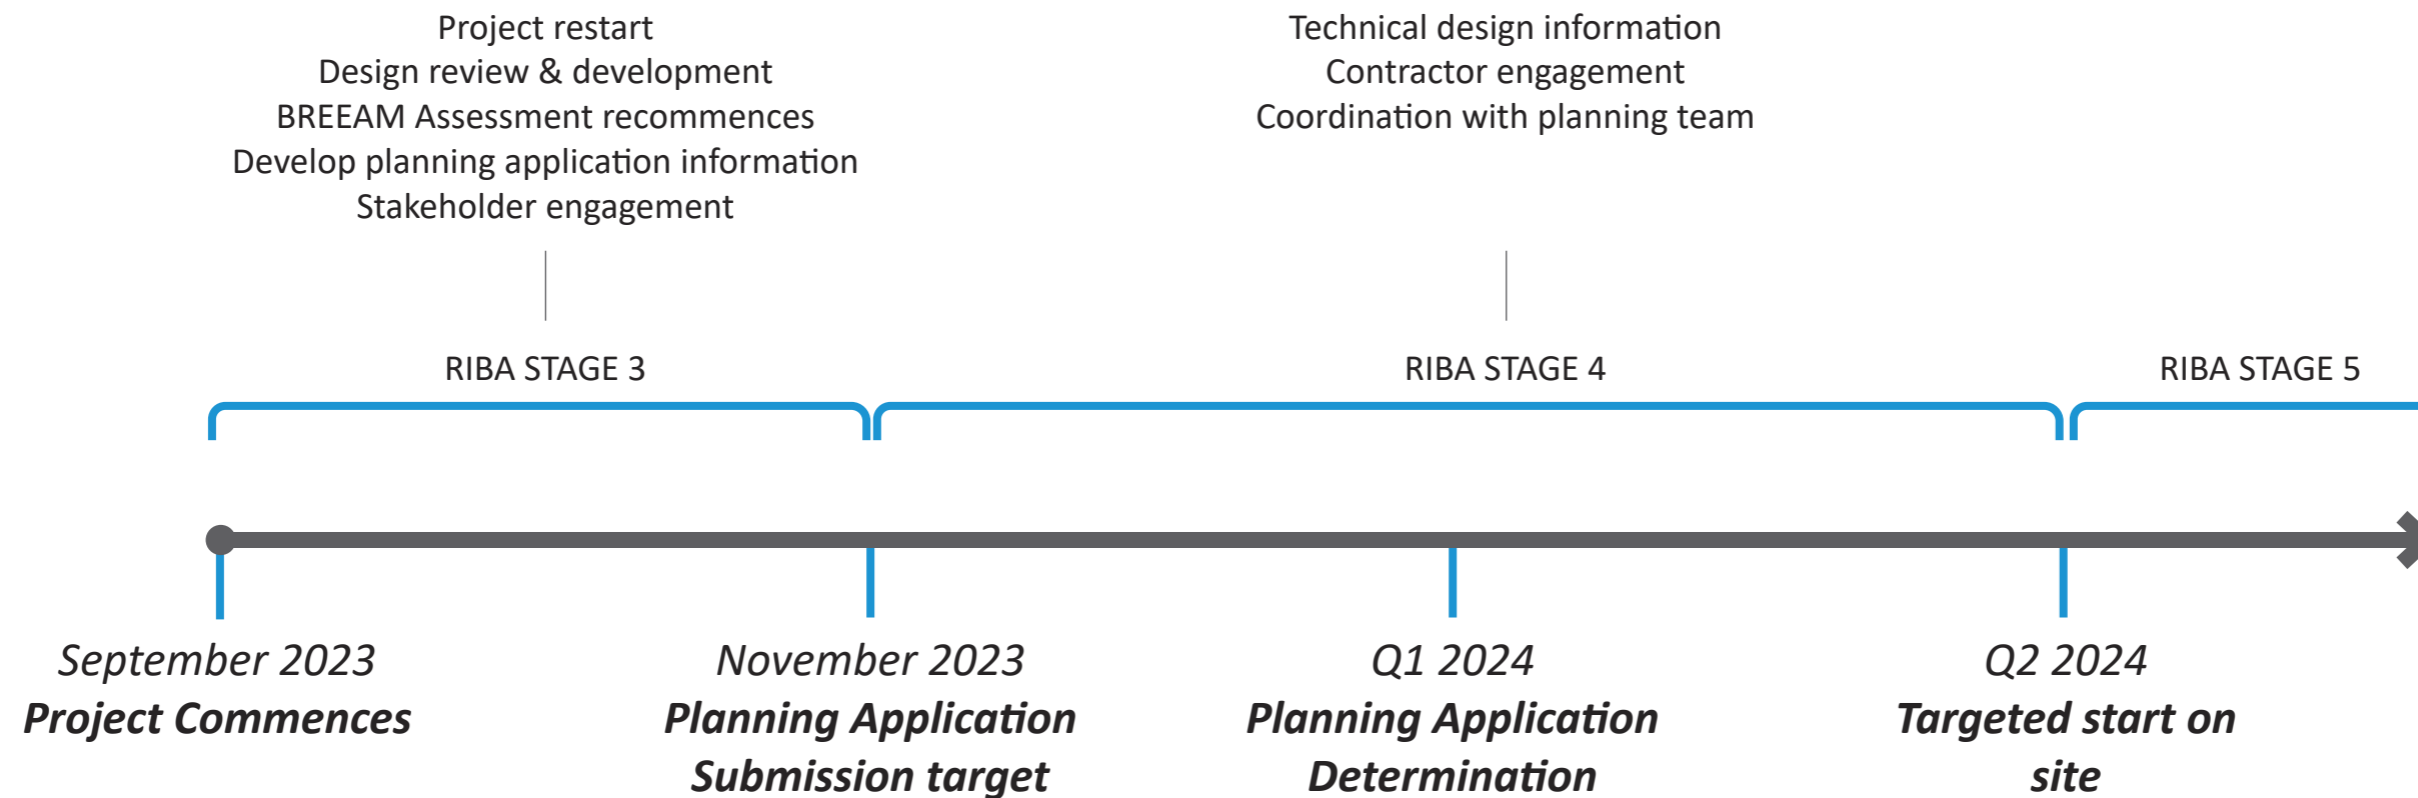 Project restart
Design review & development
BREEAM Assessment recommences
Develop planning application information
Stakeholder engagement
Technical design information
Contractor engagement
Coordination with planning team
RIBA STAGE 3
RIBA STAGE 4
RIBA STAGE 5
September 2023
Project Commences
November 2023
Planning Application
Submission target
Q1 2024
Planning Application
Determination
Q2 2024
Targeted start on
site